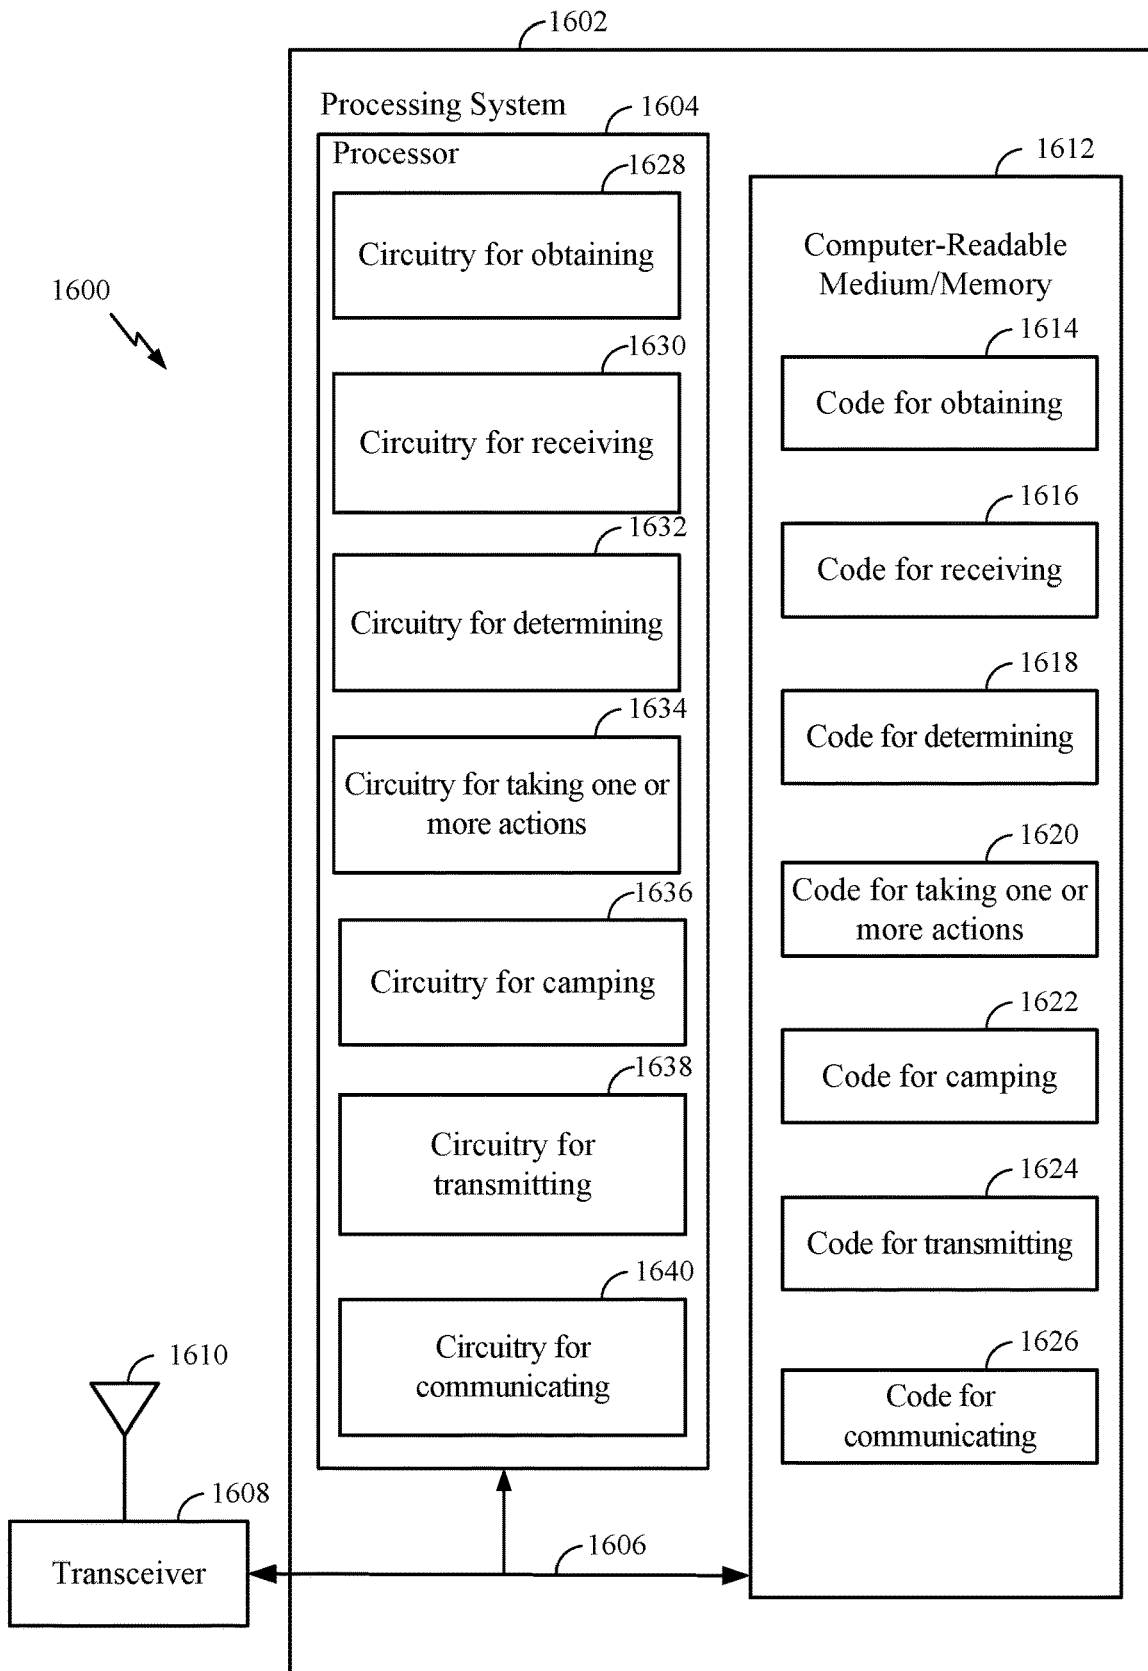 1602
Processing System
1604
Processor
1628
Circuitry for obtaining
1630
Circuitry for receiving
1632
Circuitry for determining
1634
Circuitry for taking one or
more actions
1636
Circuitry for camping
1638
Circuitry for
transmitting
1640
Circuitry for
communicating
1612
Computer-Readable
Medium/Memory
1614
Code for obtaining
1616
Code for receiving
1618
Code for determining
1620
Code for taking one or
more actions
1622
Code for camping
1624
Code for transmitting
1626
Code for
communicating
1600
1610
1608
Transceiver
1606